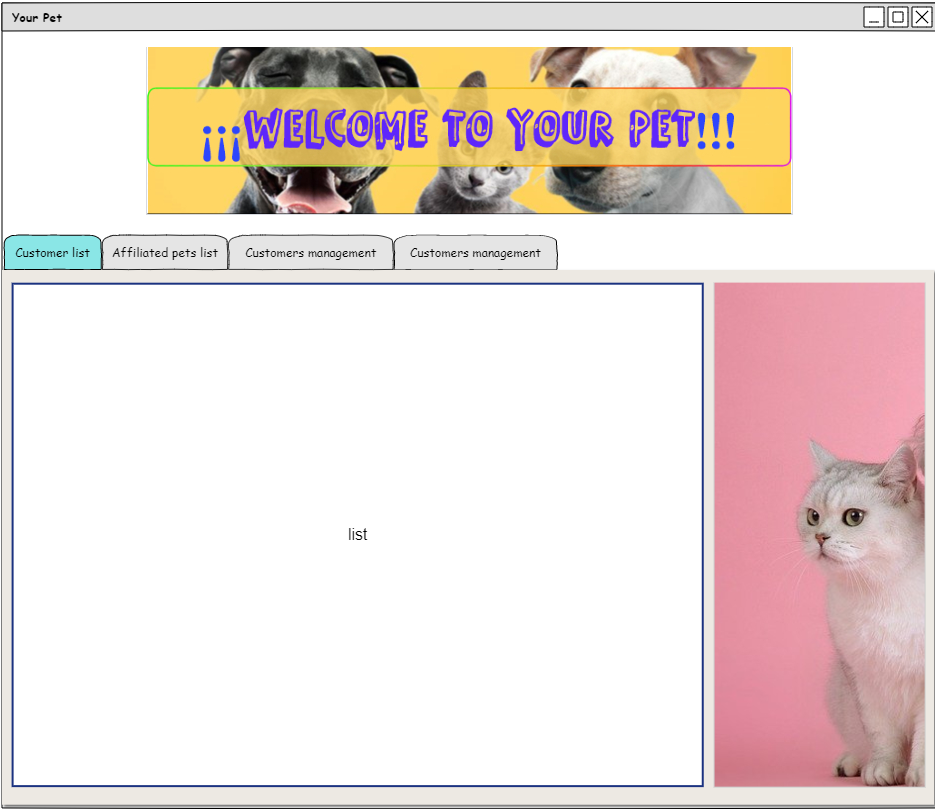 Your Pet
¡¡¡WELCOME TO YOUR PET!!!
Customer list
Affiliated pets list
Customers management
Customers management
list